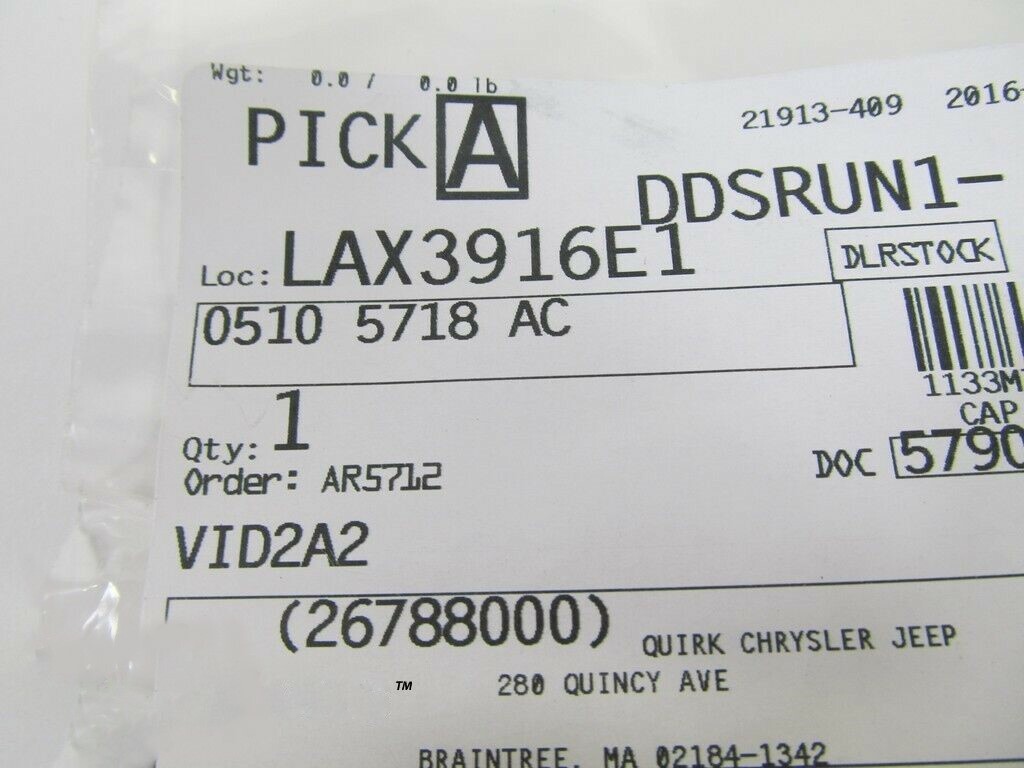 Wgt: 0.0 / 0.0 lb
21913-409 2016-
PICK A
DDSRUN1-
Loc: LAX3916E1
DLRSTOCK
0510 5718 AC
1133M
CAP
Qty: 1
DOC 5790
Order: AR5712
VID2A2
(26788000) QUIRK CHRYSLER JEEP
TM 280 QUINCY AVE
BRAINTREE, MA 02184-1342